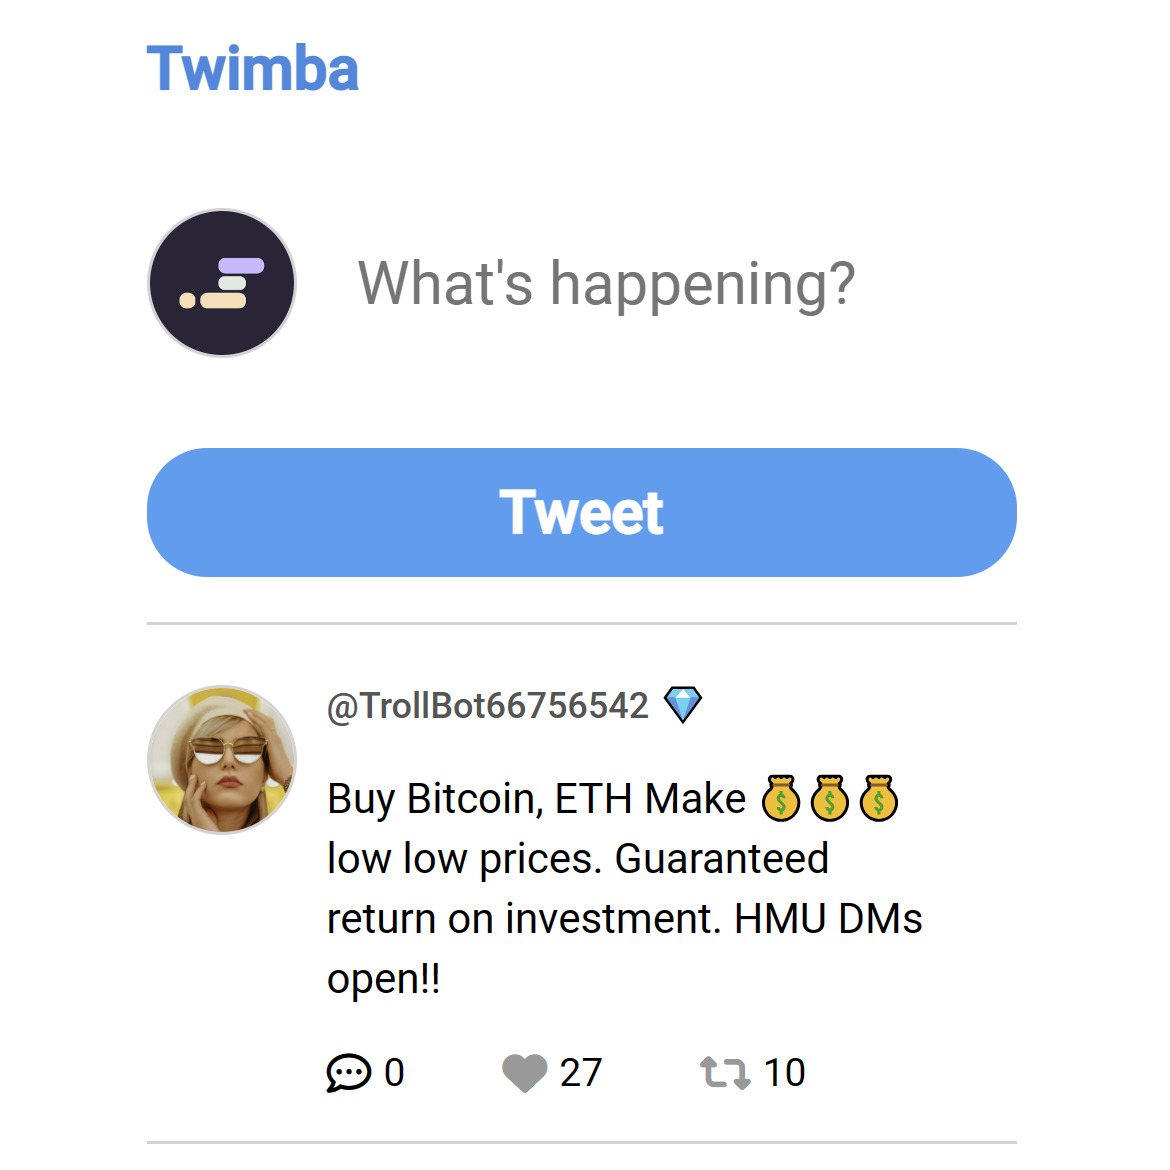 Twimba
What's happening?
Tweet
@TrollBot66756542 💎
Buy Bitcoin, ETH Make 💰💰💰
low low prices. Guaranteed
return on investment. HMU DMs
open!!
0 27 10